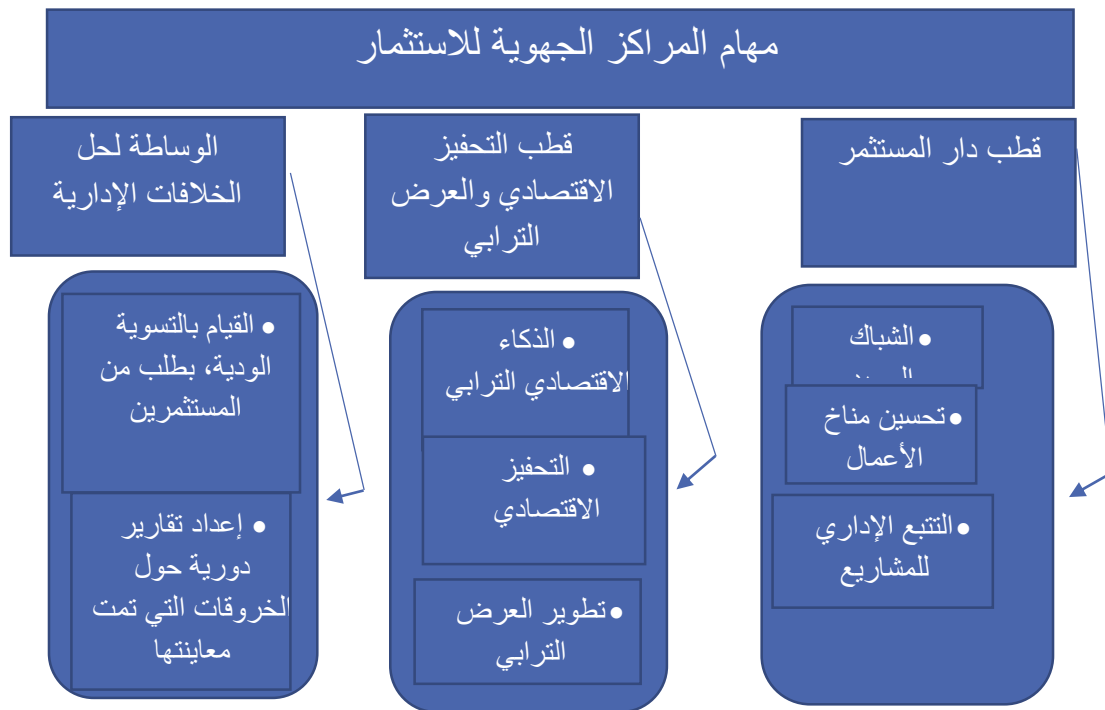 مهام المراكز الجهوية للاستثمار
قطب دار المستثمر
• الشباك
• تحسين مناخ
الأعمال
• التتبع الإداري
للمشاريع
قطب التحفيز
الاقتصادي والعرض
الترابي
• الذكاء
الاقتصادي الترابي
• التحفيز
الاقتصادي
• تطوير العرض
الترابي
الوساطة لحل
الخلافات الإدارية
• القيام بالتسوية
الودية، بطلب من
المستثمرين
• إعداد تقارير
دورية حول
الخروقات التي تمت
معاينتها